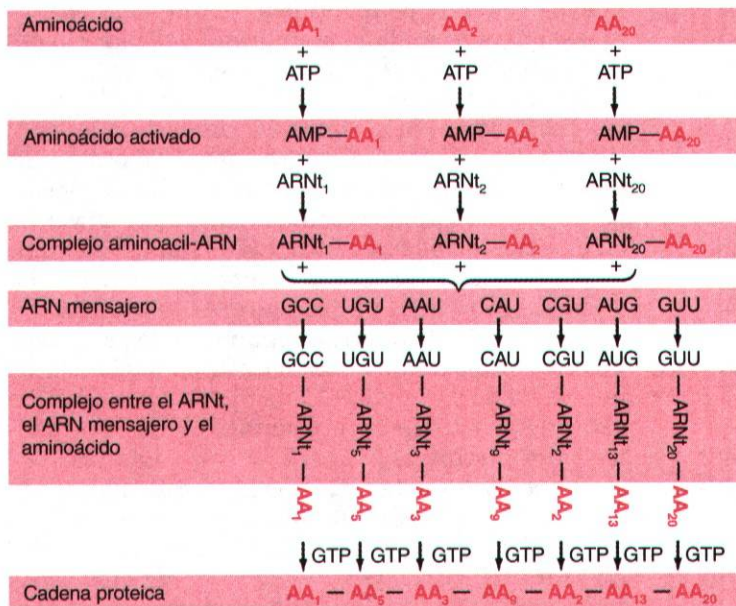 Aminoácido AA₁ AA₂ AA₂₀
+ + +
ATP ATP ATP
Aminoácido activado AMP—AA₁ AMP—AA₂ AMP—AA₂₀
+ + +
ARNt₁ ARNt₂ ARNt₂₀
Complejo aminoacil-ARN ARNt₁—AA₁ ARNt₂—AA₂ ARNt₂₀—AA₂₀
+ + +
ARN mensajero GCC UGU AAU CAU CGU AUG GUU
GCC UGU AAU CAU CGU AUG GUU
Complejo entre el ARNt,
el ARN mensajero y el
aminoácido
ARNt₁—AA₁
ARNt₅—AA₅
ARNt₃—AA₃
ARNt₉—AA₉
ARNt₂—AA₂
ARNt₁₃—AA₁₃
ARNt₂₀—AA₂₀
GTP GTP GTP GTP GTP GTP GTP
Cadena proteica AA₁—AA₅—AA₃—AA₉—AA₂—AA₁₃—AA₂₀